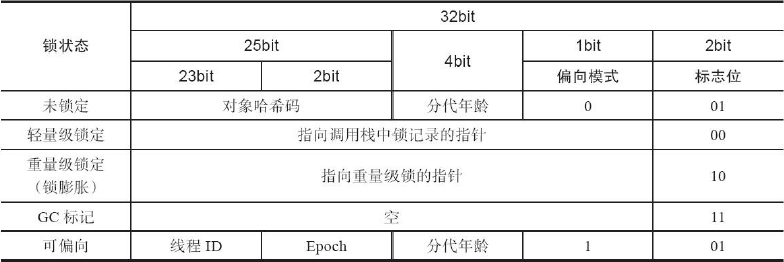 锁状态 32bit
25bit 4bit 1bit 2bit
23bit 2bit 偏向模式 标志位
未锁定 对象哈希码 分代年龄 0 01
轻量级锁定 指向调用栈中锁记录的指针 00
重量级锁定
（锁膨胀） 指向重量级锁的指针 10
GC 标记 空 11
可偏向 线程 ID Epoch 分代年龄 1 01